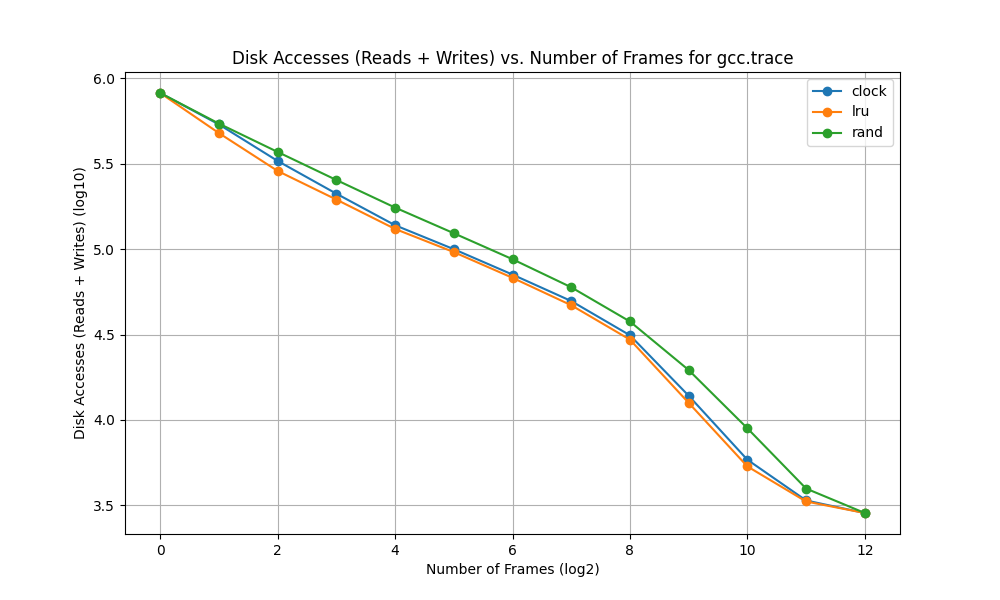 Disk Accesses (Reads + Writes) vs. Number of Frames for gcc.trace
6.0
5.5
5.0
4.5
4.0
3.5
Disk Accesses (Reads + Writes) (log10)
clock
lru
rand
0 2 4 6 8 10 12
Number of Frames (log2)